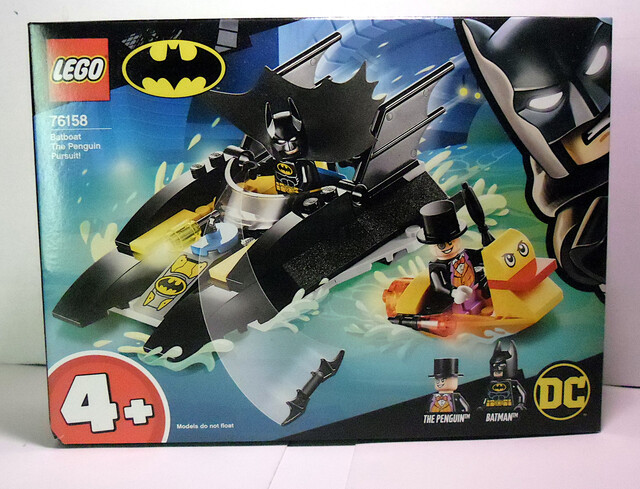 LEGO
76158
Batboat
The Penguin
Pursuit!
4+
Models do not float
THE PENGUIN™
BATMAN™
DC